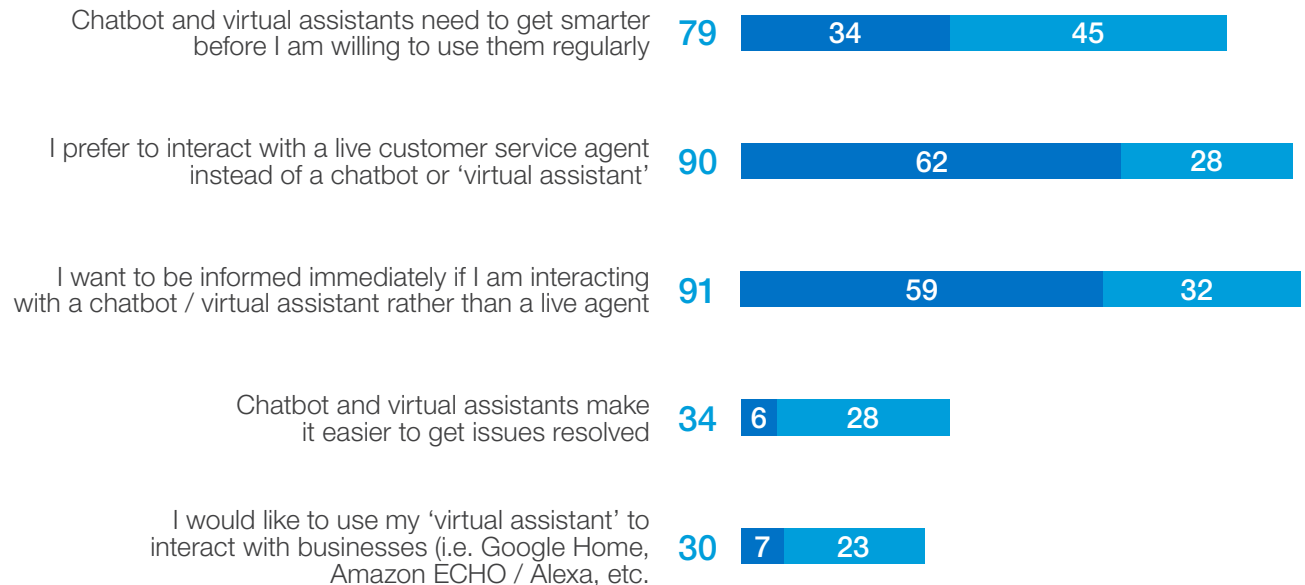 Chatbot and virtual assistants need to get smarter
before I am willing to use them regularly
79
34
45
I prefer to interact with a live customer service agent
instead of a chatbot or ‘virtual assistant’
90
62
28
I want to be informed immediately if I am interacting
with a chatbot / virtual assistant rather than a live agent
91
59
32
Chatbot and virtual assistants make
it easier to get issues resolved
34
6
28
I would like to use my ‘virtual assistant’ to
interact with businesses (i.e. Google Home,
Amazon ECHO / Alexa, etc.
30
7
23